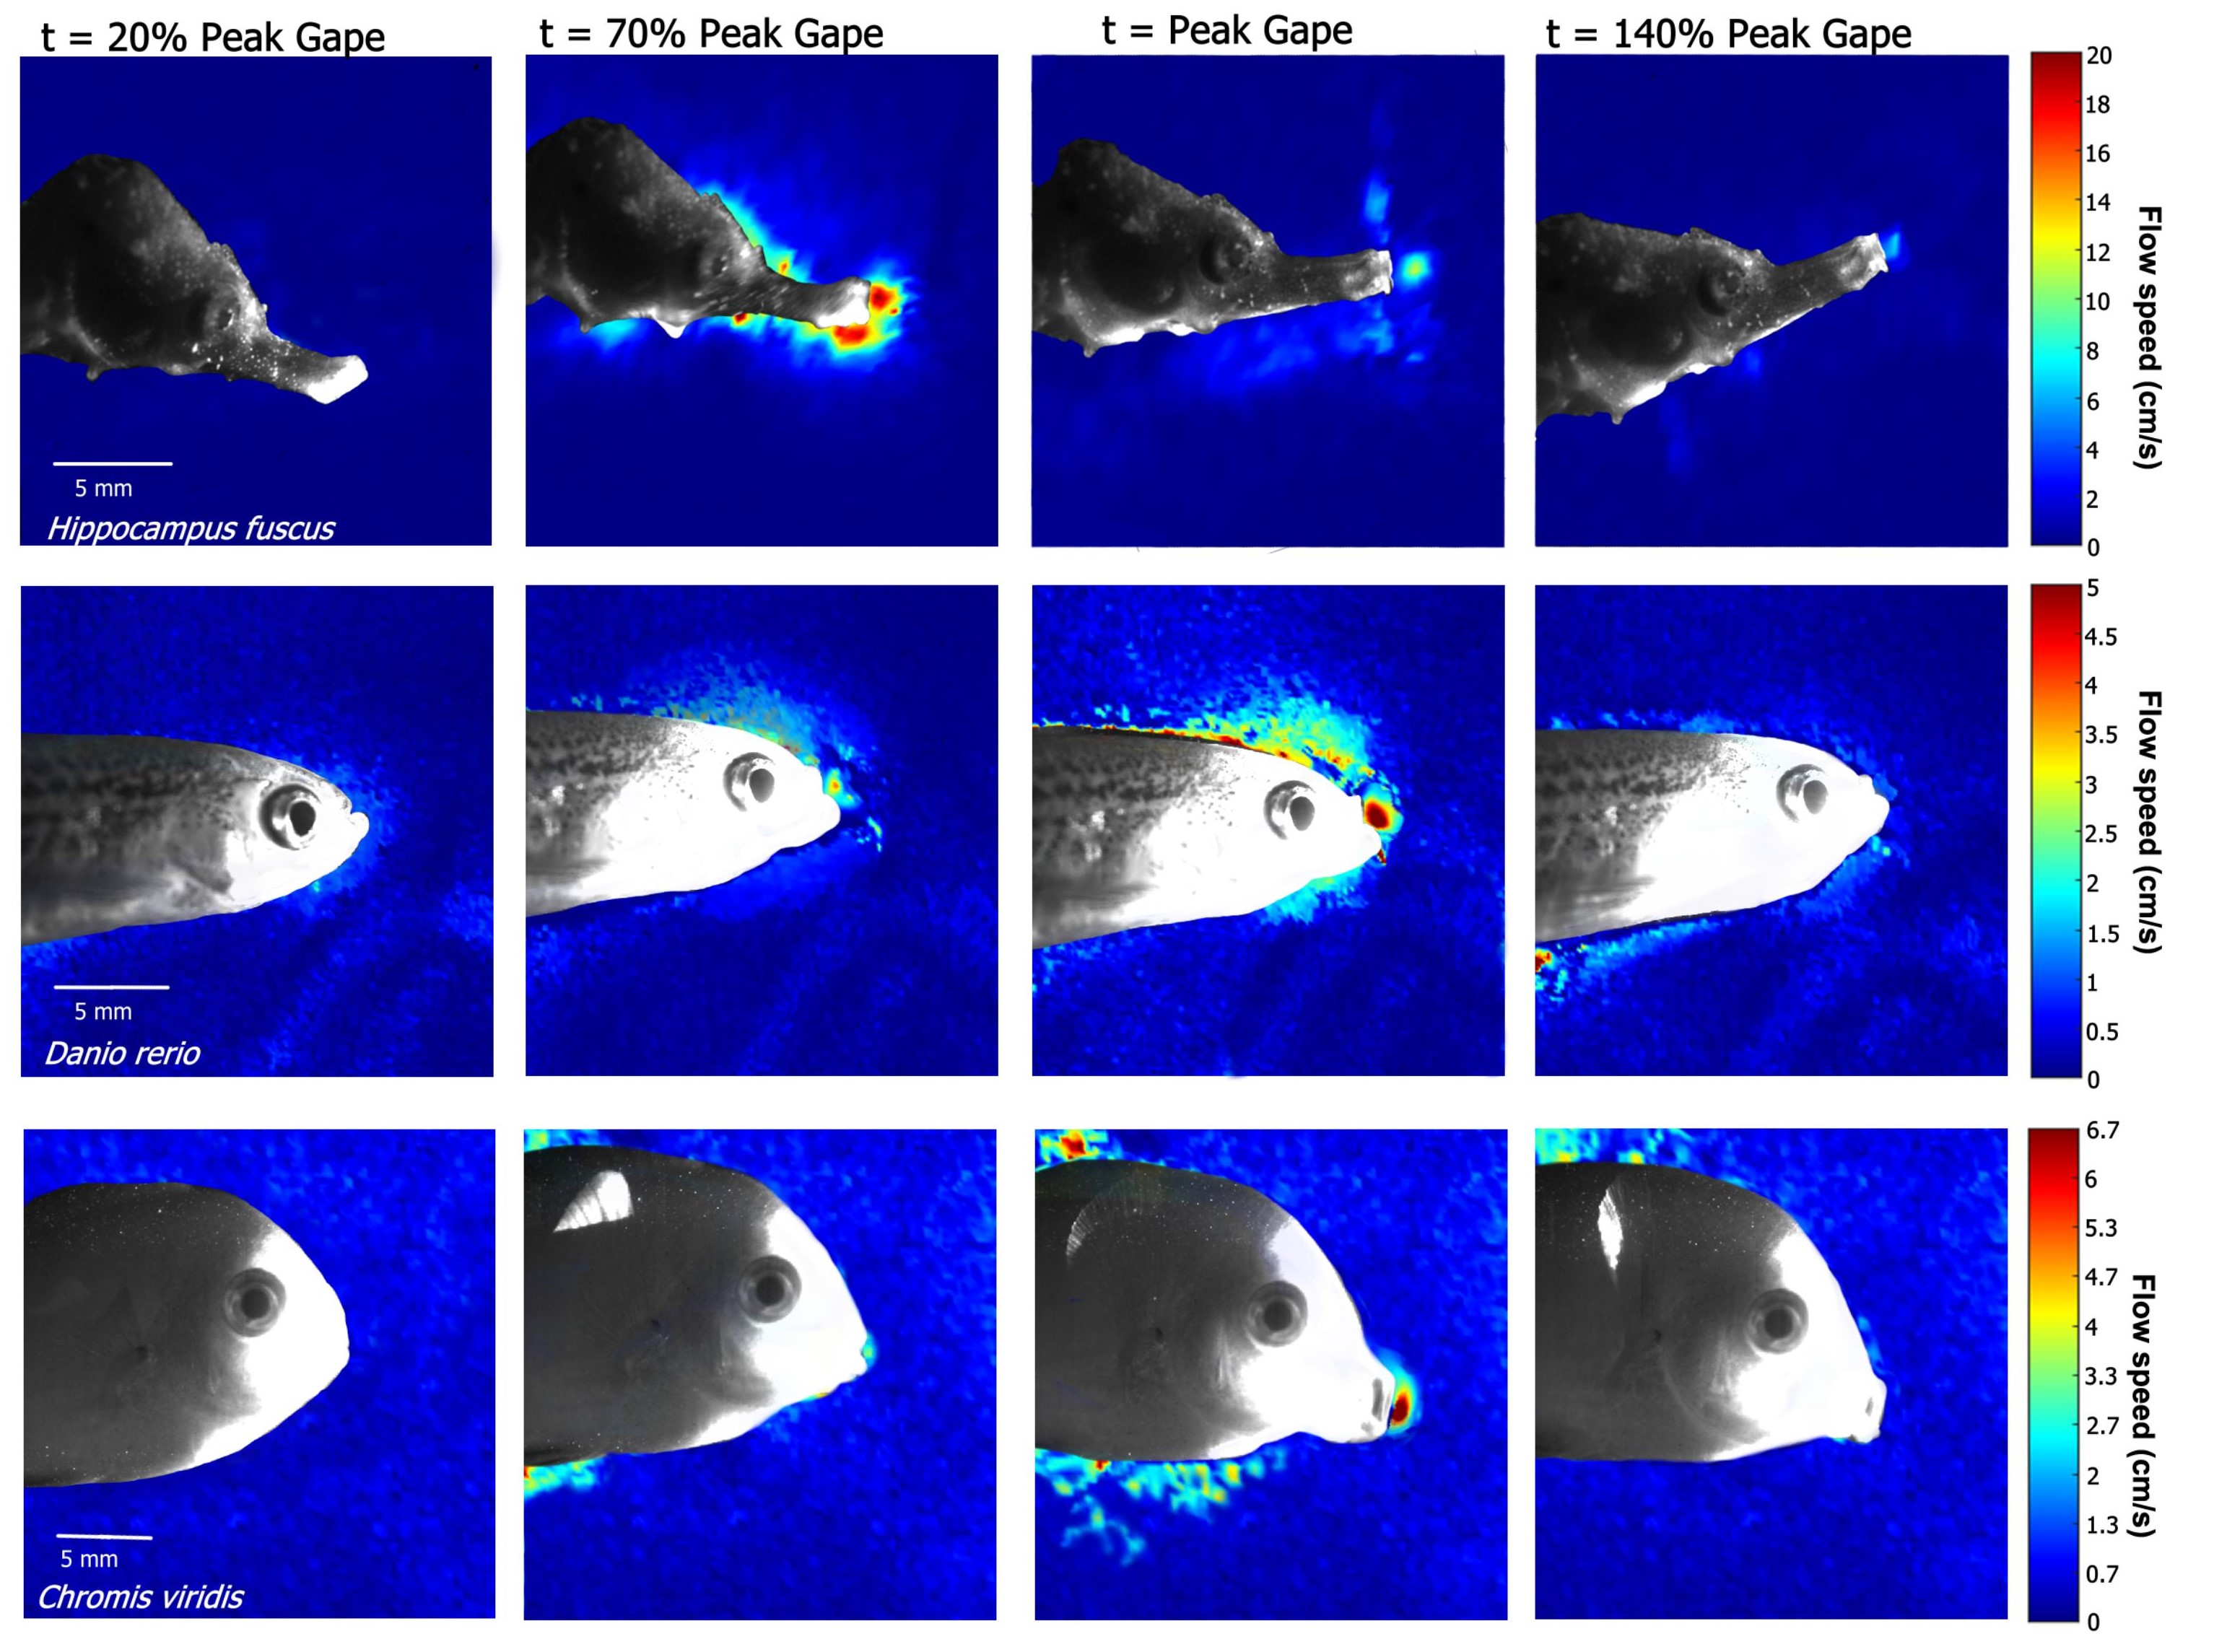 t = 20% Peak Gape
t = 70% Peak Gape
t = Peak Gape
t = 140% Peak Gape
5 mm
Hippocampus fuscus
20
18
16
14
12
10
8
6
4
2
0
Flow speed (cm/s)
5 mm
Danio rerio
5
4.5
4
3.5
3
2.5
2
1.5
1
0.5
0
Flow speed (cm/s)
5 mm
Chromis viridis
6.7
6
5.3
4.7
4
3.3
2.7
2
1.3
0.7
0
Flow speed (cm/s)